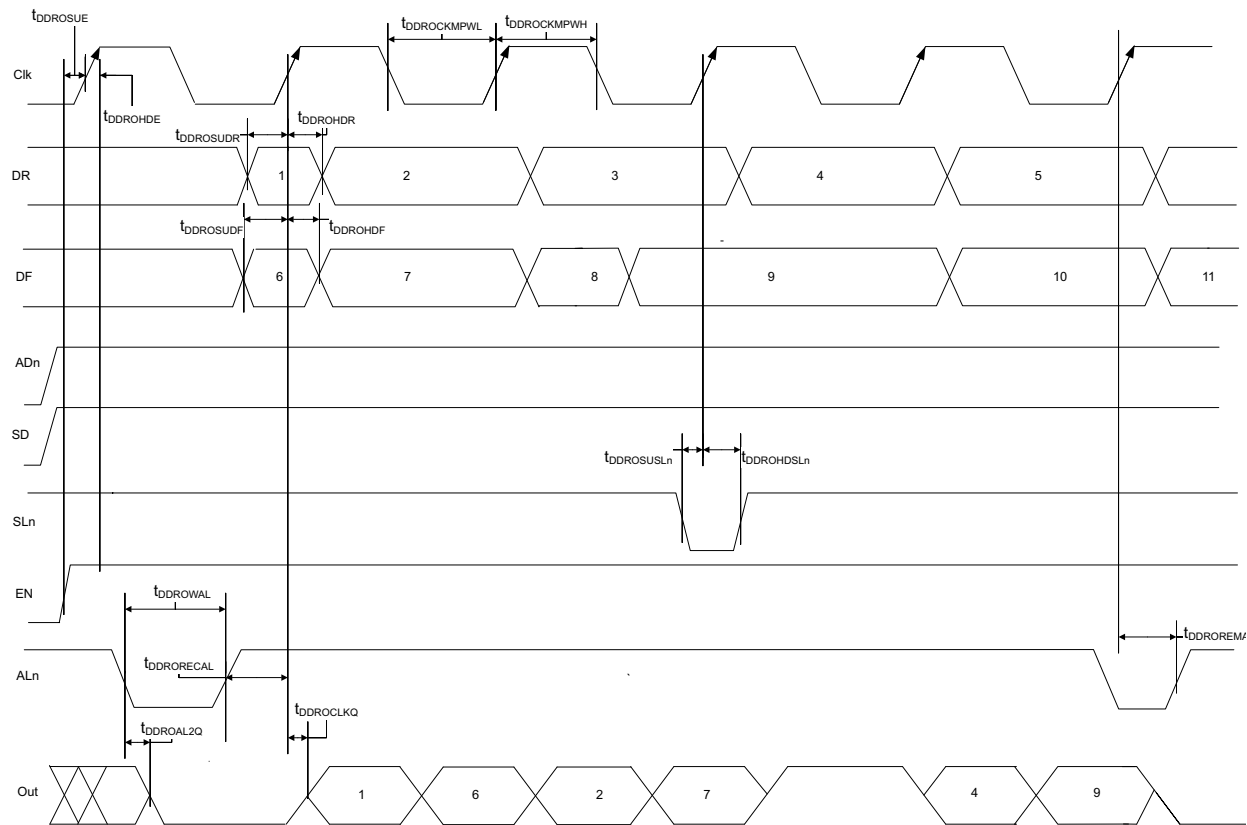 tDDROSUE
tDDROCKMPWL
tDDROCKMPWH
Clk
tDDROHDE
tDDROSUDR
tDDROHDR
DR
1
2
3
4
5
tDDROSUDF
tDDROHDF
DF
6
7
8
9
10
11
ADn
SD
tDDROSUSLn
tDDROHDSLn
SLn
EN
tDDROWAL
tDDROREMA
tDDRORECAL
ALn
tDDROCLKQ
tDDROAL2Q
Out
1
6
2
7
4
9